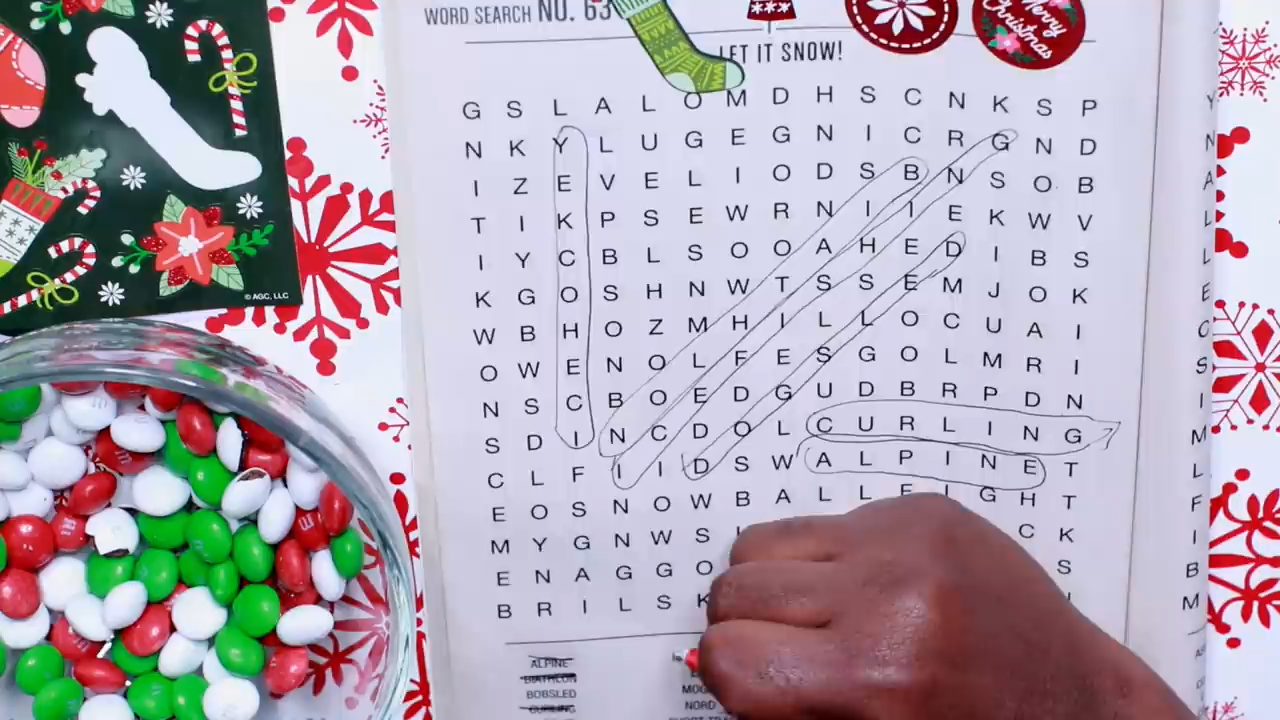 WORD SEARCH NO. 63
LET IT SNOW!
Merry Christmas
G S L A L O M D H S C N K S P
N K Y L U G E G N I C R G N D
I Z E V E L I O D S B N S O B
T I K P S E W R N I I E K W V
I Y C B L S O O A H E D I B S
K G O S H N W T S S E M J O K
W B H O Z M H I L L O C U A I
O W E N O L F E S G O L M R I
N S C B O E D G U D B R P D N
S D I N C D O L C U R L I N G
C L F I I D S W A L P I N E T
E O S N O W B A L L F I G H T
M Y G N W S C K
E N A G G O S
B R I L S K
ALPINE
BIATHLON
BOBSLED
CURLING
© AGC, LLC
Y
N
A
L
L
E
C
S
I
M
L
F
I
B
M